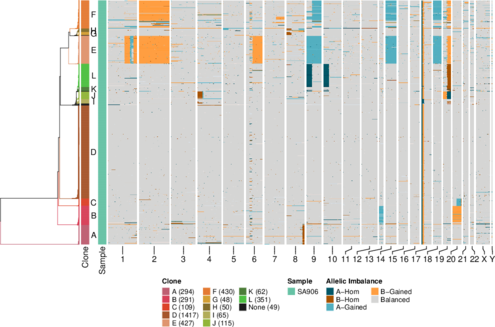 F
H
G
E
L
K
J
I
D
C
B
A
Clone
Sample
1 2 3 4 5 6 7 8 9 10 11 12 13 14 15 16 17 18 19 20 21 22 X Y
Clone
A (294)
B (291)
C (109)
D (1417)
E (427)
F (430)
G (48)
H (50)
I (65)
J (115)
K (62)
L (351)
None (49)
Sample
SA906
Allelic Imbalance
A–Hom
B–Hom
A–Gained
B–Gained
Balanced